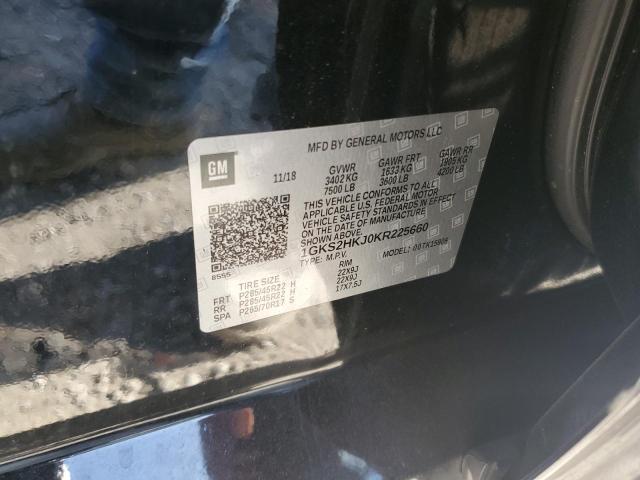 MFD BY GENERAL MOTORS LLC
GM
11/18
GVWR GAWR FRT GAWR RR
3402 KG 1633 KG 1905 KG
7500 LB 3600 LB 4200 LB
THIS VEHICLE CONFORMS TO ALL
APPLICABLE U.S. FEDERAL MOTOR
VEHICLE SAFETY STANDARDS IN EFFECT
ON THE DATE OF MANUFACTURE
SHOWN ABOVE.
1GKS2HKJ0KR225660
TYPE: M.P.V. MODEL:
8555
TIRE SIZE RIM
FRT P285/45R22 H 22X9J
RR P285/45R22 H 22X9J
SPA P265/70R17 S 17X7.5J